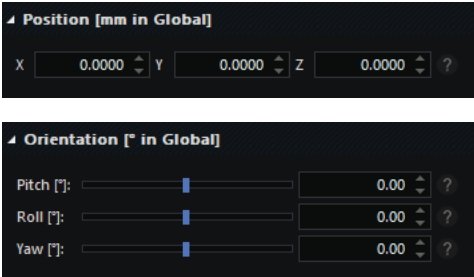 Position [mm in Global]
X 0.0000 Y 0.0000 Z 0.0000 ?
Orientation [° in Global]
Pitch [°]: 0.00 ?
Roll [°]: 0.00 ?
Yaw [°]: 0.00 ?